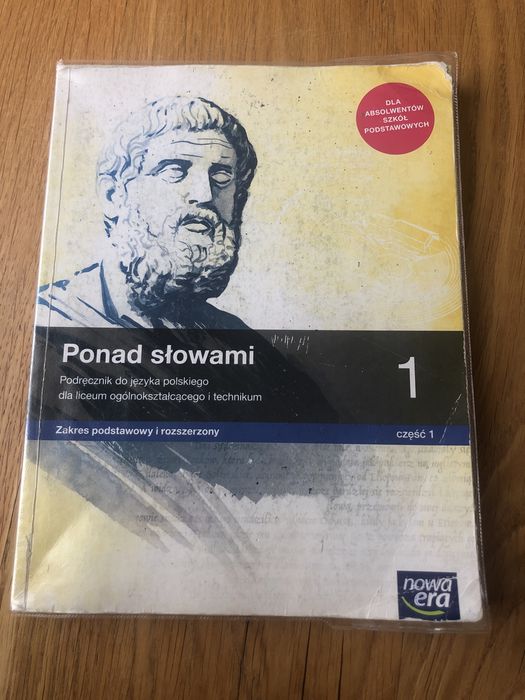 DLA
ABSOLWENTÓW
SZKÓŁ
PODSTAWOWYCH
Ponad słowami
1
Podręcznik do języka polskiego
dla liceum ogólnokształcącego i technikum
Zakres podstawowy i rozszerzony
część 1
nowa
era